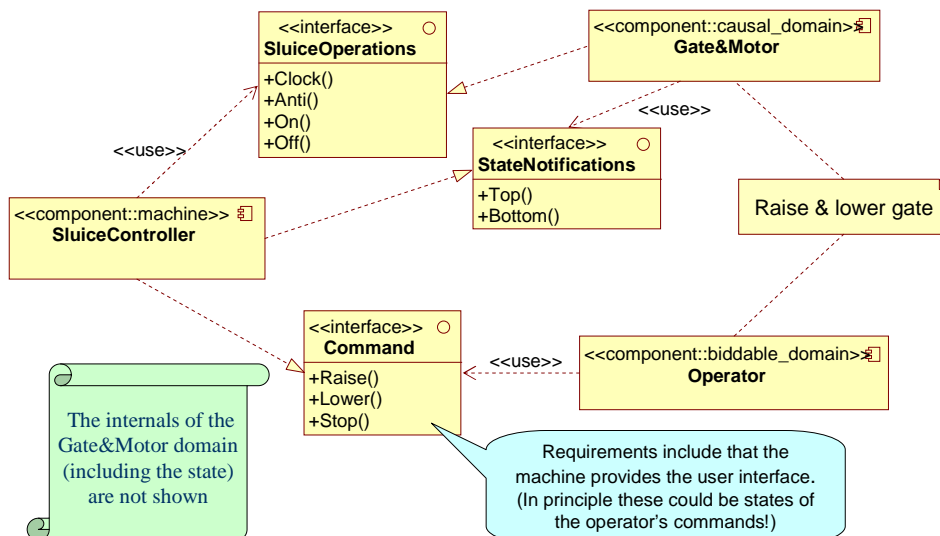 <<interface>>
SluiceOperations
+Clock()
+Anti()
+On()
+Off()
<<component::causal_domain>>
Gate&Motor
<<use>>
<<use>>
<<interface>>
StateNotifications
+Top()
+Bottom()
<<component::machine>>
SluiceController
Raise & lower gate
<<interface>>
Command
+Raise()
+Lower()
+Stop()
<<use>>
<<component::biddable_domain>>
Operator
The internals of the
Gate&Motor domain
(including the state)
are not shown
Requirements include that the
machine provides the user interface.
(In principle these could be states of
the operator's commands!)